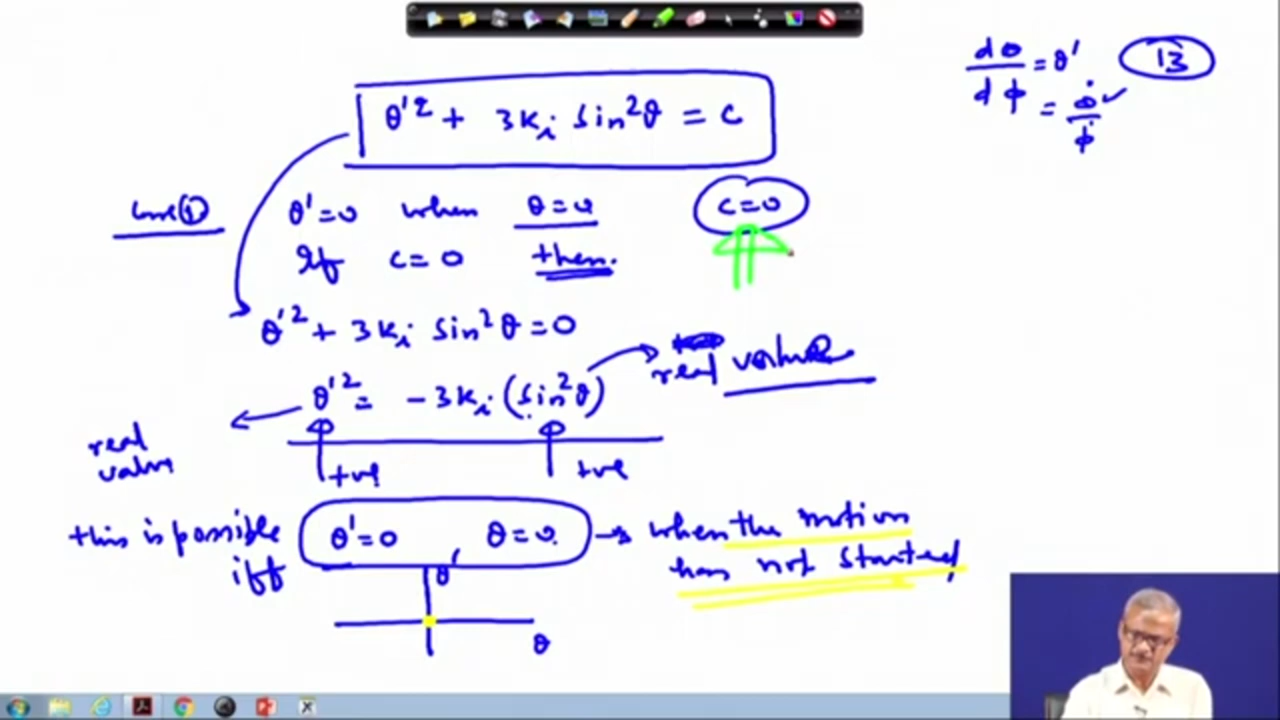 dθ/dφ = θ' (13)
= θ̇/φ̇ ✓
θ'² + 3Kᵢ sin²θ = c
case (1) θ'=0 when θ=0 c=0
If c=0 then.
θ'² + 3Kᵢ sin²θ = 0
θ'² = -3Kᵢ (sin²θ) → real value
real
value
+ve +ve
this is possible
iff θ'=0 θ=0. → when the motion
has not started
θ'
θ